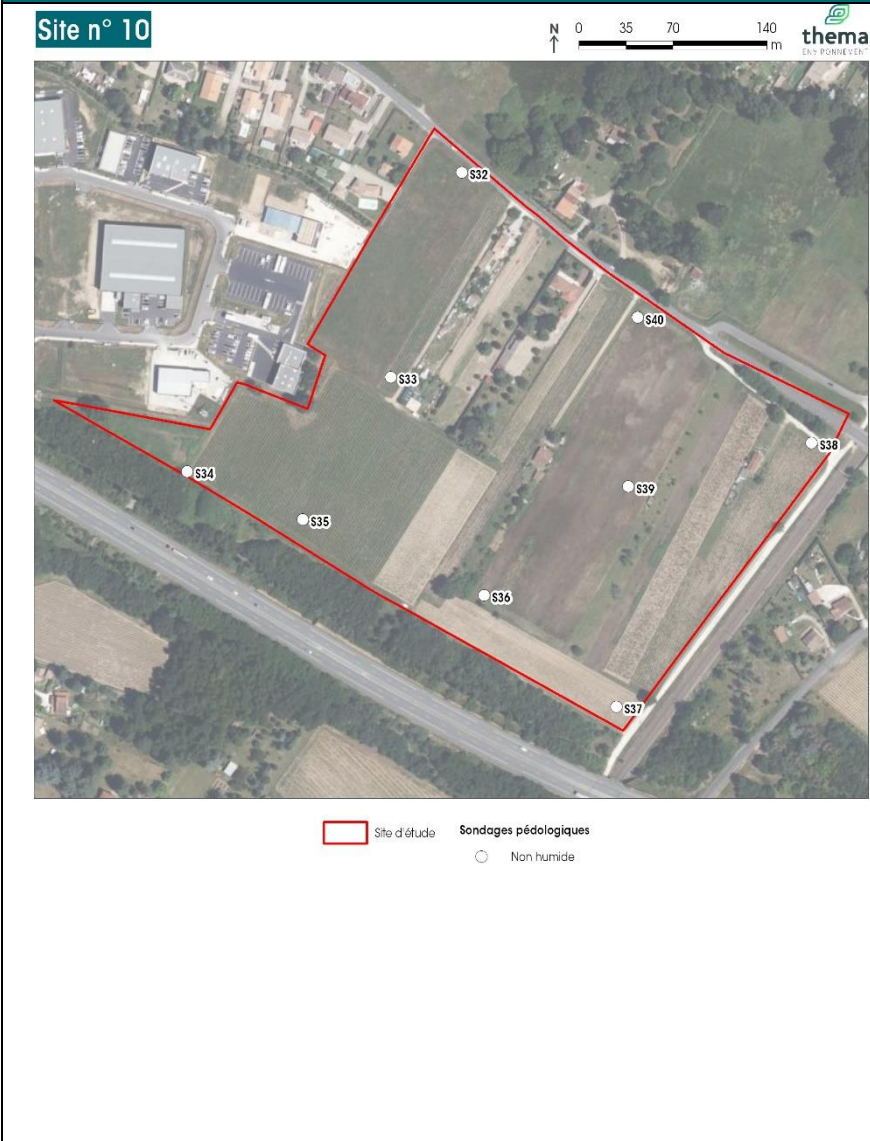 Site n° 10
N 0 35 70 140
m
thema
ENVIRONNEMENT
S32
S40
S33
S38
S34
S39
S35
S36
S37
Site d'étude Sondages pédologiques
Non humide